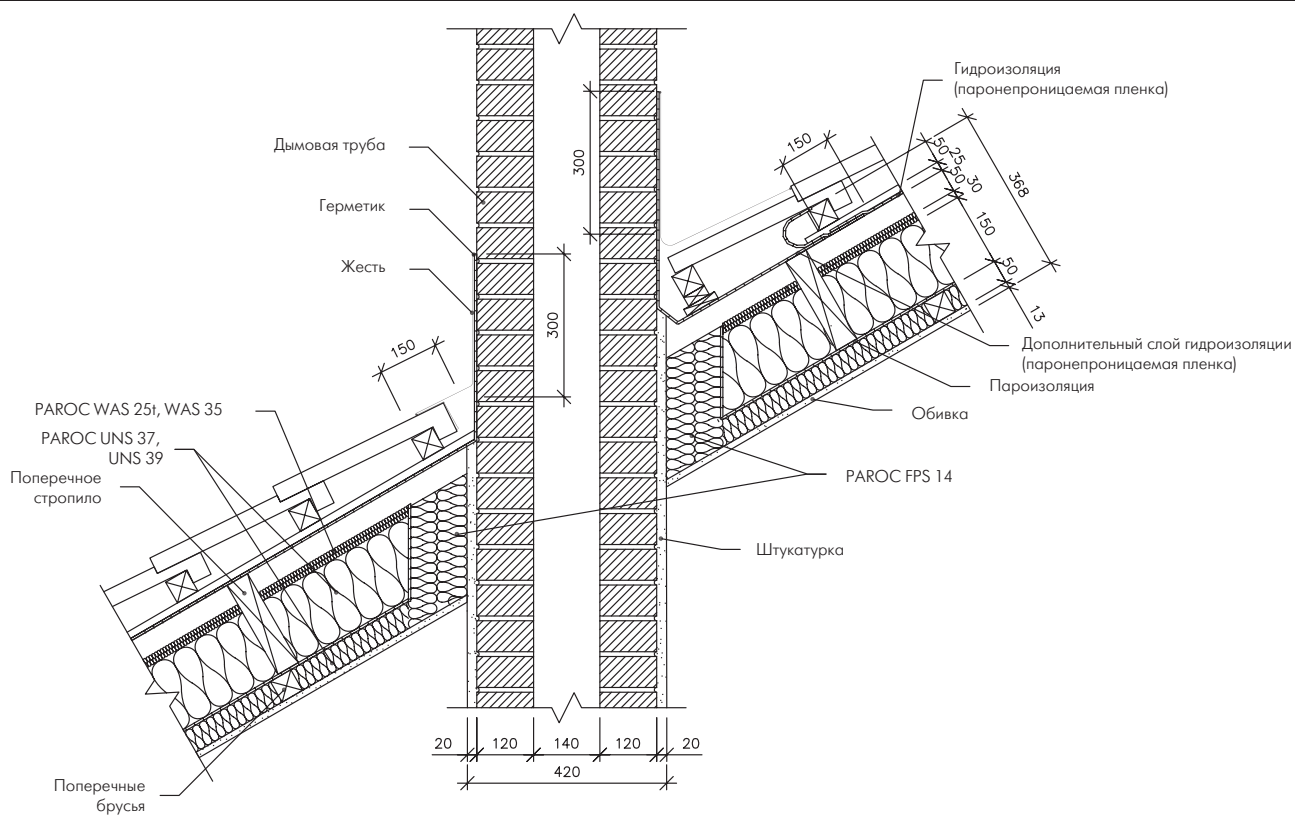 Гидроизоляция
(паронепроницаемая пленка)
Дымовая труба
Герметик
Жесть
300
300
150
150
50
25
50
30
150
368
50
13
Дополнительный слой гидроизоляции
(паронепроницаемая пленка)
Пароизоляция
Обивка
PAROC WAS 25t, WAS 35
PAROC UNS 37,
UNS 39
Поперечное
стропило
PAROC FPS 14
Штукатурка
20
120
140
120
20
420
Поперечные
брусья